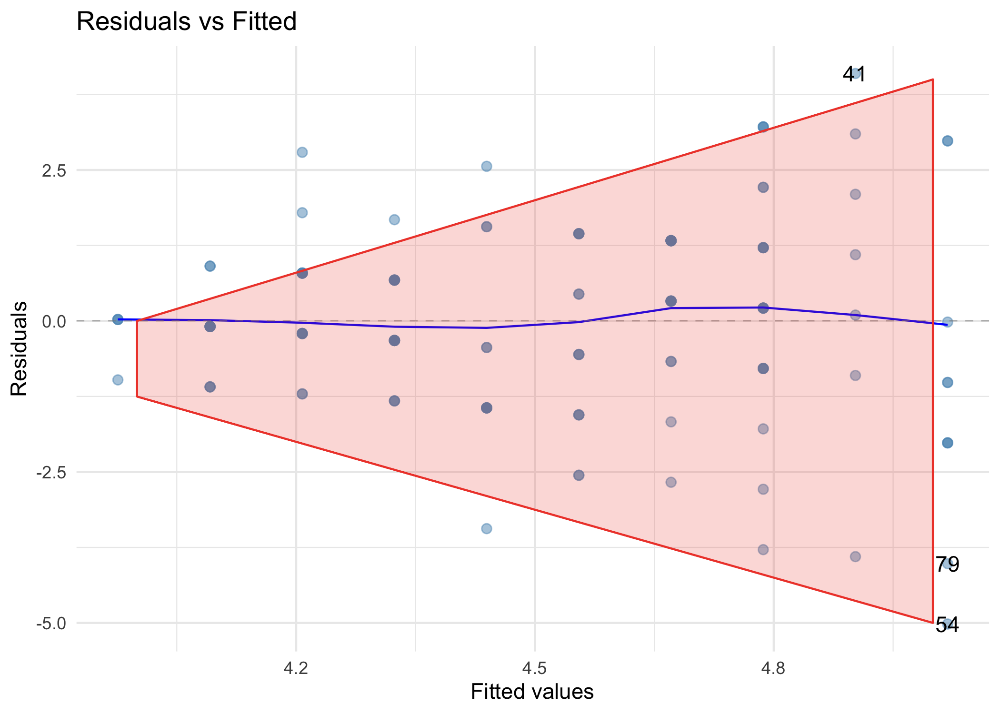 Residuals vs Fitted
41
2.5
0.0
-2.5
-5.0
79
54
4.2 4.5 4.8
Fitted values
Residuals